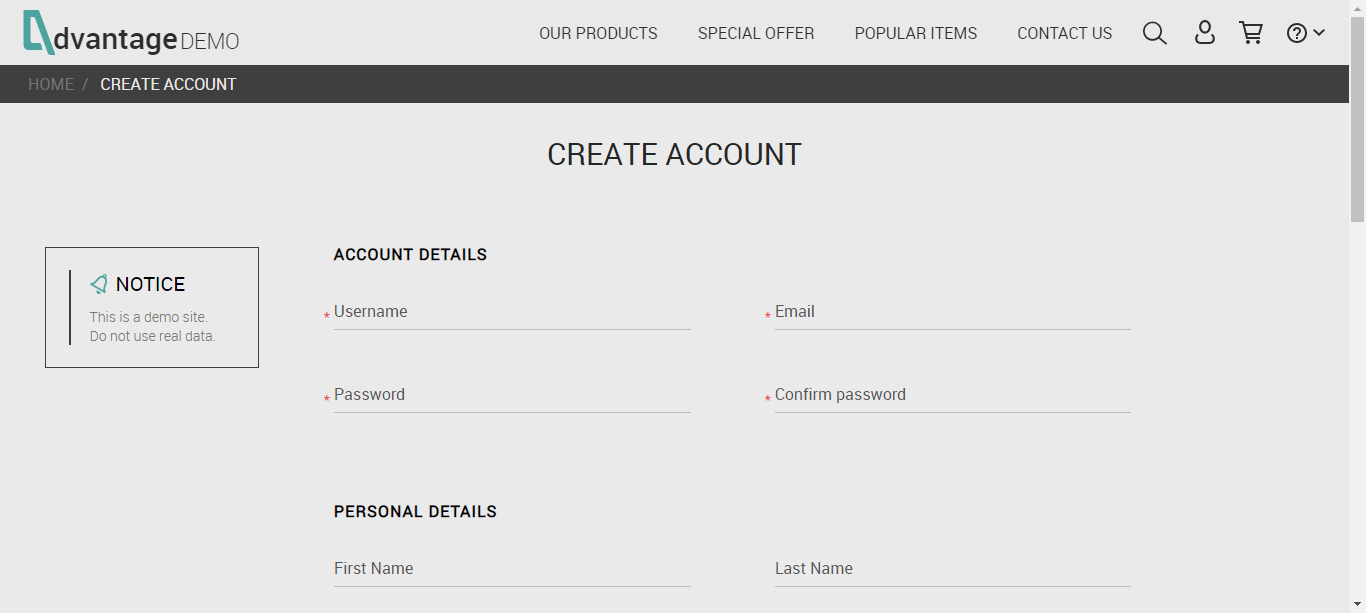 dvantage DEMO
OUR PRODUCTS SPECIAL OFFER POPULAR ITEMS CONTACT US
HOME / CREATE ACCOUNT
CREATE ACCOUNT
NOTICE
This is a demo site.
Do not use real data.
ACCOUNT DETAILS
* Username * Email
* Password * Confirm password
PERSONAL DETAILS
First Name Last Name